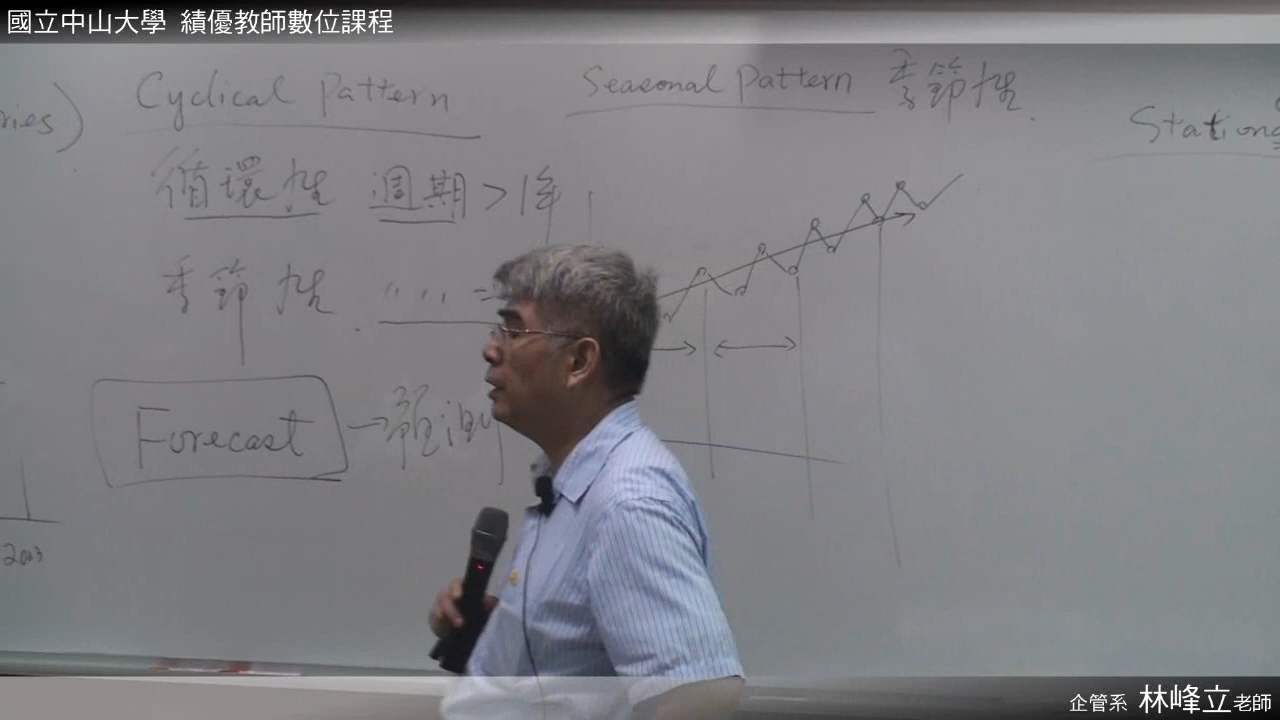 國立中山大學 績優教師數位課程
Cyclical Pattern
Seasonal Pattern 季節性
循環性 週期 > 1年
季節性 〃 〃
Forecast → 預測
2003
企管系 林峰立老師